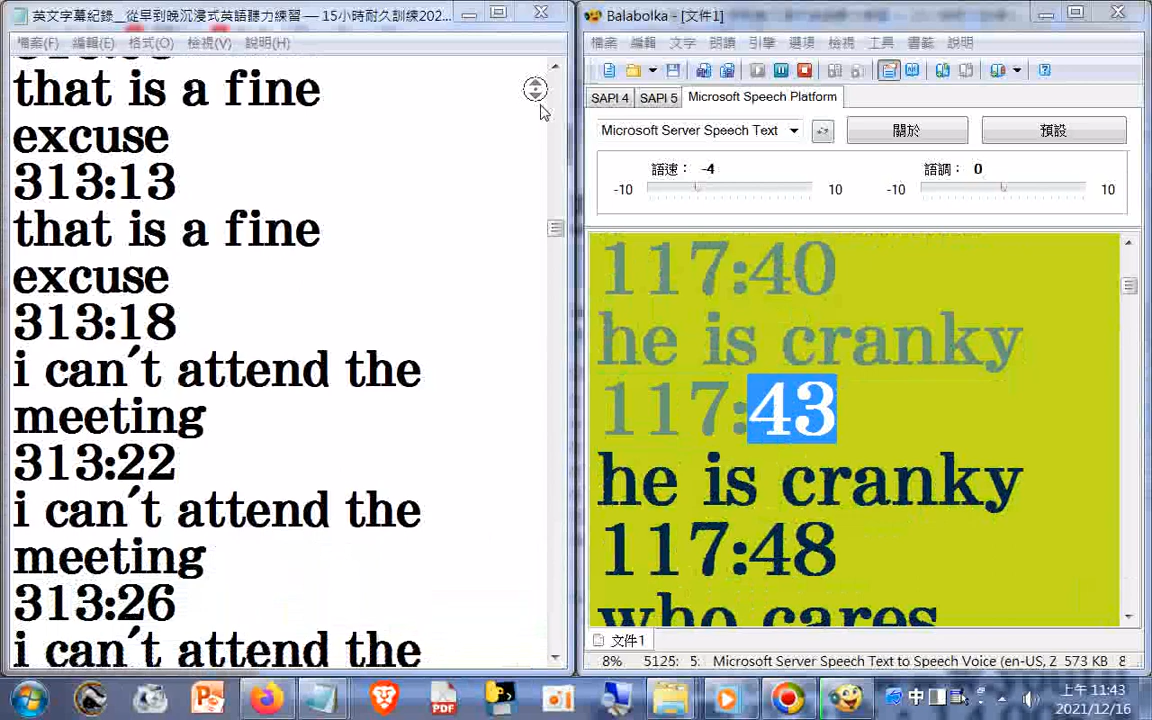 英文字幕紀錄__從早到晚沉浸式英語聽力練習 — 15小時耐久訓練202...
檔案(F) 編輯(E) 格式(O) 檢視(V) 說明(H)
that is a fine
excuse
313:13
that is a fine
excuse
313:18
i can't attend the
meeting
313:22
i can't attend the
meeting
313:26
i can't attend the
Balabolka - [文件1]
檔案 編輯 文字 朗讀 引擎 選項 檢視 工具 書籤 說明
SAPI 4 SAPI 5 Microsoft Speech Platform
Microsoft Server Speech Text 關於 預設
語速： -4 語調： 0
-10 10 -10 10
117:40
he is cranky
117:43
he is cranky
117:48
who cares
文件1
8% 5125: 5: Microsoft Server Speech Text to Speech Voice (en-US, 2 573 KB 8
PDF
中
上午 11:43
2021/12/16